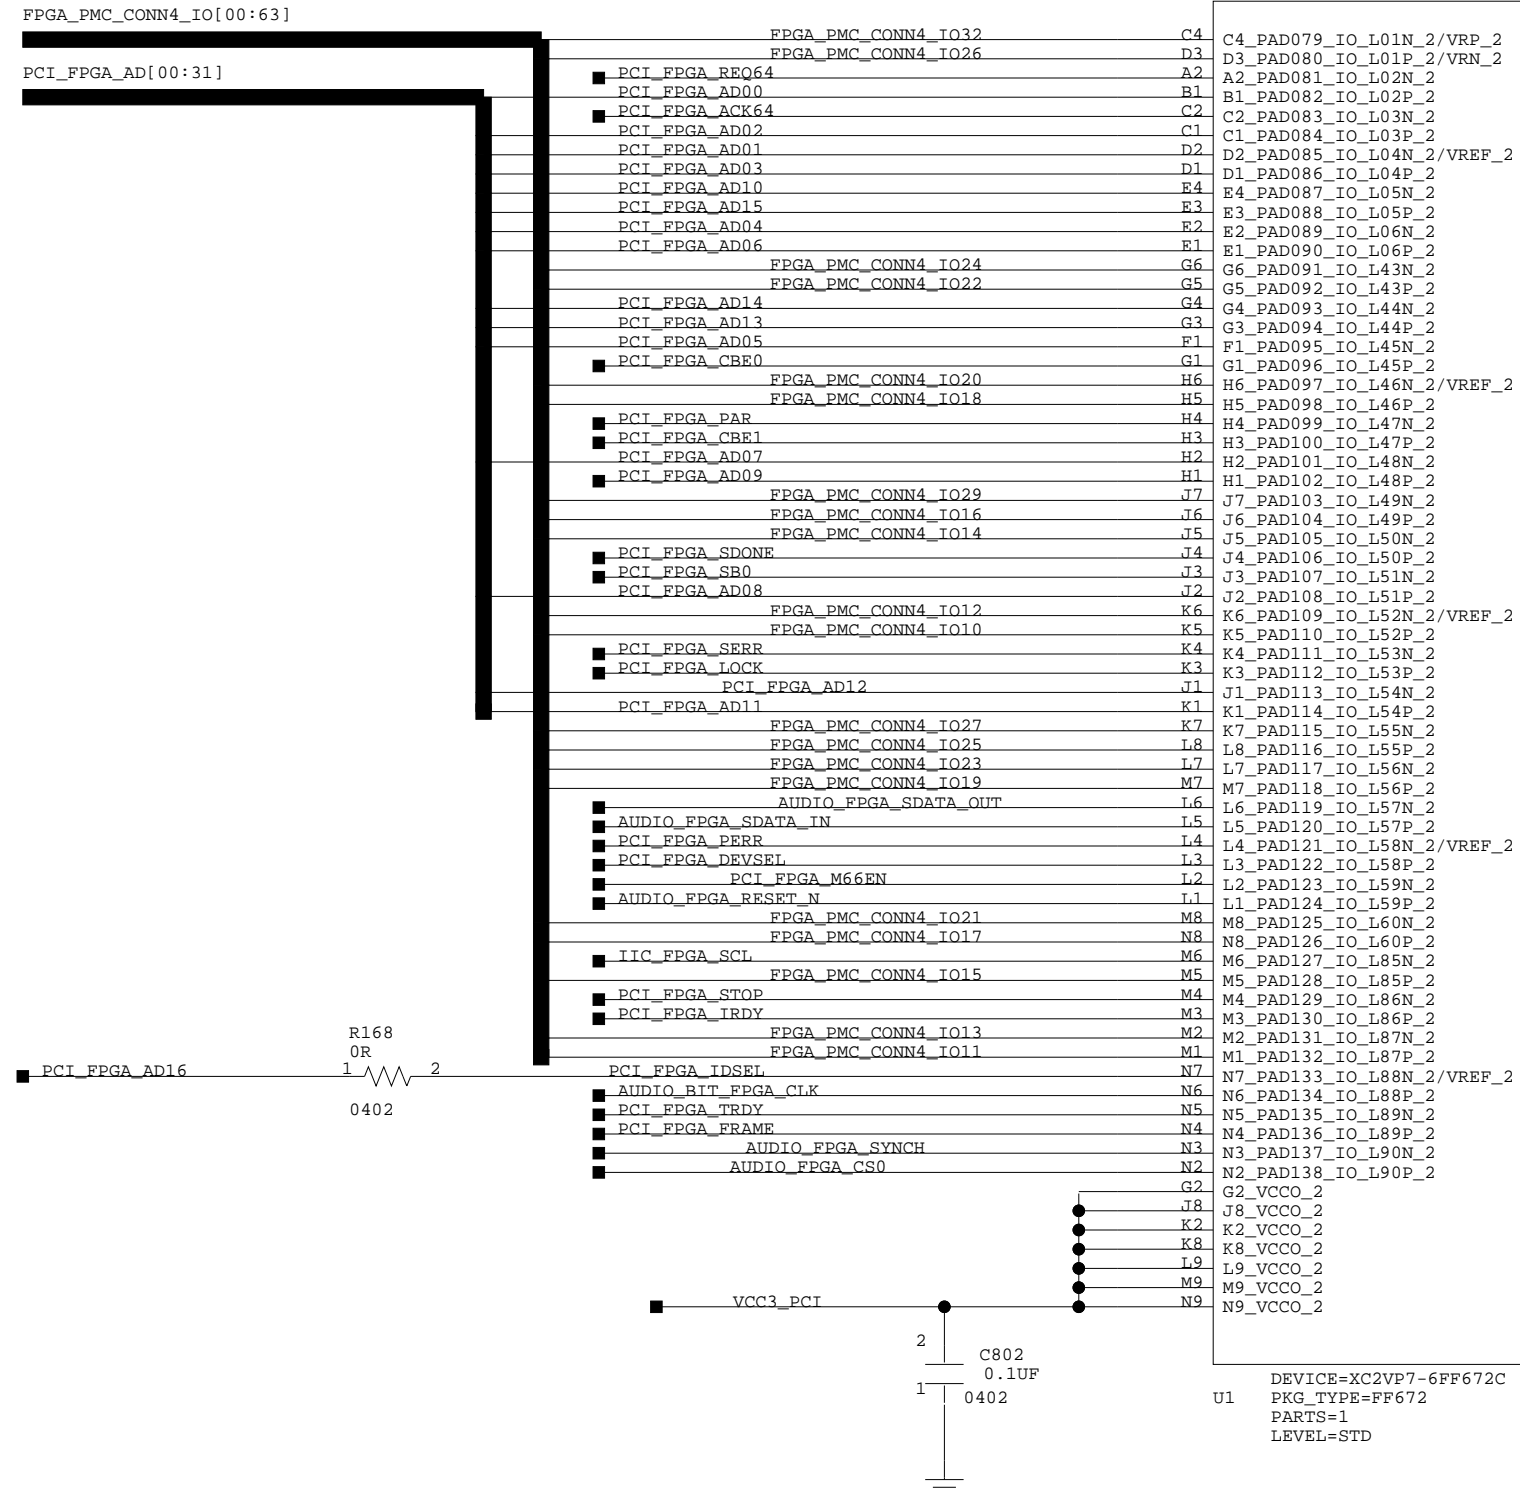 FPGA_PMC_CONN4_IO[00:63]
PCI_FPGA_AD[00:31]
FPGA_PMC_CONN4_IO32 C4 C4_PAD079_IO_L01N_2/VRP_2
FPGA_PMC_CONN4_IO26 D3 D3_PAD080_IO_L01P_2/VRN_2
PCI_FPGA_REQ64 A2 A2_PAD081_IO_L02N_2
PCI_FPGA_AD00 B1 B1_PAD082_IO_L02P_2
PCI_FPGA_ACK64 C2 C2_PAD083_IO_L03N_2
PCI_FPGA_AD02 C1 C1_PAD084_IO_L03P_2
PCI_FPGA_AD01 D2 D2_PAD085_IO_L04N_2/VREF_2
PCI_FPGA_AD03 D1 D1_PAD086_IO_L04P_2
PCI_FPGA_AD10 E4 E4_PAD087_IO_L05N_2
PCI_FPGA_AD15 E3 E3_PAD088_IO_L05P_2
PCI_FPGA_AD04 E2 E2_PAD089_IO_L06N_2
PCI_FPGA_AD06 E1 E1_PAD090_IO_L06P_2
FPGA_PMC_CONN4_IO24 G6 G6_PAD091_IO_L43N_2
FPGA_PMC_CONN4_IO22 G5 G5_PAD092_IO_L43P_2
PCI_FPGA_AD14 G4 G4_PAD093_IO_L44N_2
PCI_FPGA_AD13 G3 G3_PAD094_IO_L44P_2
PCI_FPGA_AD05 F1 F1_PAD095_IO_L45N_2
PCI_FPGA_CBE0 G1 G1_PAD096_IO_L45P_2
FPGA_PMC_CONN4_IO20 H6 H6_PAD097_IO_L46N_2/VREF_2
FPGA_PMC_CONN4_IO18 H5 H5_PAD098_IO_L46P_2
PCI_FPGA_PAR H4 H4_PAD099_IO_L47N_2
PCI_FPGA_CBE1 H3 H3_PAD100_IO_L47P_2
PCI_FPGA_AD07 H2 H2_PAD101_IO_L48N_2
PCI_FPGA_AD09 H1 H1_PAD102_IO_L48P_2
FPGA_PMC_CONN4_IO29 J7 J7_PAD103_IO_L49N_2
FPGA_PMC_CONN4_IO16 J6 J6_PAD104_IO_L49P_2
FPGA_PMC_CONN4_IO14 J5 J5_PAD105_IO_L50N_2
PCI_FPGA_SDONE J4 J4_PAD106_IO_L50P_2
PCI_FPGA_SB0 J3 J3_PAD107_IO_L51N_2
PCI_FPGA_AD08 J2 J2_PAD108_IO_L51P_2
FPGA_PMC_CONN4_IO12 K6 K6_PAD109_IO_L52N_2/VREF_2
FPGA_PMC_CONN4_IO10 K5 K5_PAD110_IO_L52P_2
PCI_FPGA_SERR K4 K4_PAD111_IO_L53N_2
PCI_FPGA_LOCK K3 K3_PAD112_IO_L53P_2
PCI_FPGA_AD12 J1 J1_PAD113_IO_L54N_2
PCI_FPGA_AD11 K1 K1_PAD114_IO_L54P_2
FPGA_PMC_CONN4_IO27 K7 K7_PAD115_IO_L55N_2
FPGA_PMC_CONN4_IO25 L8 L8_PAD116_IO_L55P_2
FPGA_PMC_CONN4_IO23 L7 L7_PAD117_IO_L56N_2
FPGA_PMC_CONN4_IO19 M7 M7_PAD118_IO_L56P_2
AUDIO_FPGA_SDATA_OUT L6 L6_PAD119_IO_L57N_2
AUDIO_FPGA_SDATA_IN L5 L5_PAD120_IO_L57P_2
PCI_FPGA_PERR L4 L4_PAD121_IO_L58N_2/VREF_2
PCI_FPGA_DEVSEL L3 L3_PAD122_IO_L58P_2
PCI_FPGA_M66EN L2 L2_PAD123_IO_L59N_2
AUDIO_FPGA_RESET_N L1 L1_PAD124_IO_L59P_2
FPGA_PMC_CONN4_IO21 M8 M8_PAD125_IO_L60N_2
FPGA_PMC_CONN4_IO17 N8 N8_PAD126_IO_L60P_2
IIC_FPGA_SCL M6 M6_PAD127_IO_L85N_2
FPGA_PMC_CONN4_IO15 M5 M5_PAD128_IO_L85P_2
PCI_FPGA_STOP M4 M4_PAD129_IO_L86N_2
PCI_FPGA_IRDY M3 M3_PAD130_IO_L86P_2
R168
FPGA_PMC_CONN4_IO13 M2 M2_PAD131_IO_L87N_2
0R
FPGA_PMC_CONN4_IO11 M1 M1_PAD132_IO_L87P_2
PCI_FPGA_AD16 1 2 PCI_FPGA_IDSEL N7 N7_PAD133_IO_L88N_2/VREF_2
AUDIO_BIT_FPGA_CLK N6 N6_PAD134_IO_L88P_2
0402
PCI_FPGA_TRDY N5 N5_PAD135_IO_L89N_2
PCI_FPGA_FRAME N4 N4_PAD136_IO_L89P_2
AUDIO_FPGA_SYNCH N3 N3_PAD137_IO_L90N_2
AUDIO_FPGA_CS0 N2 N2_PAD138_IO_L90P_2
G2 G2_VCCO_2
J8 J8_VCCO_2
K2 K2_VCCO_2
K8 K8_VCCO_2
L9 L9_VCCO_2
M9 M9_VCCO_2
VCC3_PCI N9 N9_VCCO_2
2
C802
0.1UF
1 0402
DEVICE=XC2VP7-6FF672C
U1 PKG_TYPE=FF672
PARTS=1
LEVEL=STD